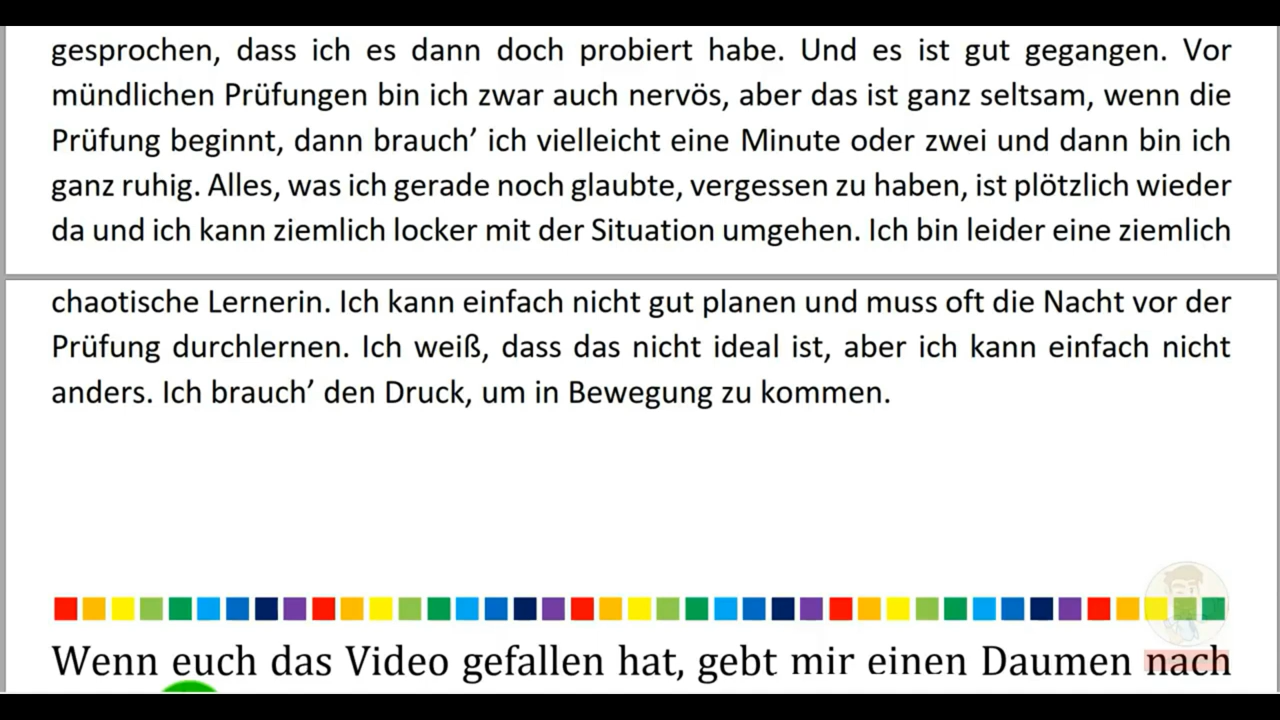 gesprochen, dass ich es dann doch probiert habe. Und es ist gut gegangen. Vor
mündlichen Prüfungen bin ich zwar auch nervös, aber das ist ganz seltsam, wenn die
Prüfung beginnt, dann brauch’ ich vielleicht eine Minute oder zwei und dann bin ich
ganz ruhig. Alles, was ich gerade noch glaubte, vergessen zu haben, ist plötzlich wieder
da und ich kann ziemlich locker mit der Situation umgehen. Ich bin leider eine ziemlich
chaotische Lernerin. Ich kann einfach nicht gut planen und muss oft die Nacht vor der
Prüfung durchlernen. Ich weiß, dass das nicht ideal ist, aber ich kann einfach nicht
anders. Ich brauch’ den Druck, um in Bewegung zu kommen.
Wenn euch das Video gefallen hat, gebt mir einen Daumen nach